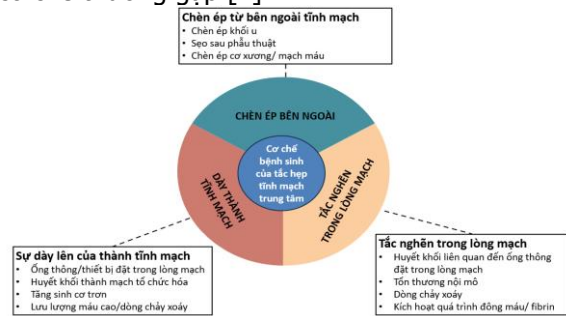 Chèn ép từ bên ngoài tĩnh mạch
• Chèn ép khối u
• Sẹo sau phẫu thuật
• Chèn ép cơ xương/ mạch máu
CHÈN ÉP BÊN NGOÀI
DÀY THÀNH
TĨNH MẠCH
Cơ chế
bệnh sinh
của tắc hẹp
tĩnh mạch
trung tâm
TẮC NGHẼN
TRONG LÒNG MẠCH
Sự dày lên của thành tĩnh mạch
• Ống thông/thiết bị đặt trong lòng mạch
• Huyết khối thành mạch tổ chức hóa
• Tăng sinh cơ trơn
• Lưu lượng máu cao/dòng chảy xoáy
Tắc nghẽn trong lòng mạch
• Huyết khối liên quan đến ống thông
đặt trong lòng mạch
• Tổn thương nội mô
• Dòng chảy xoáy
• Kích hoạt quá trình đông máu/ fibrin